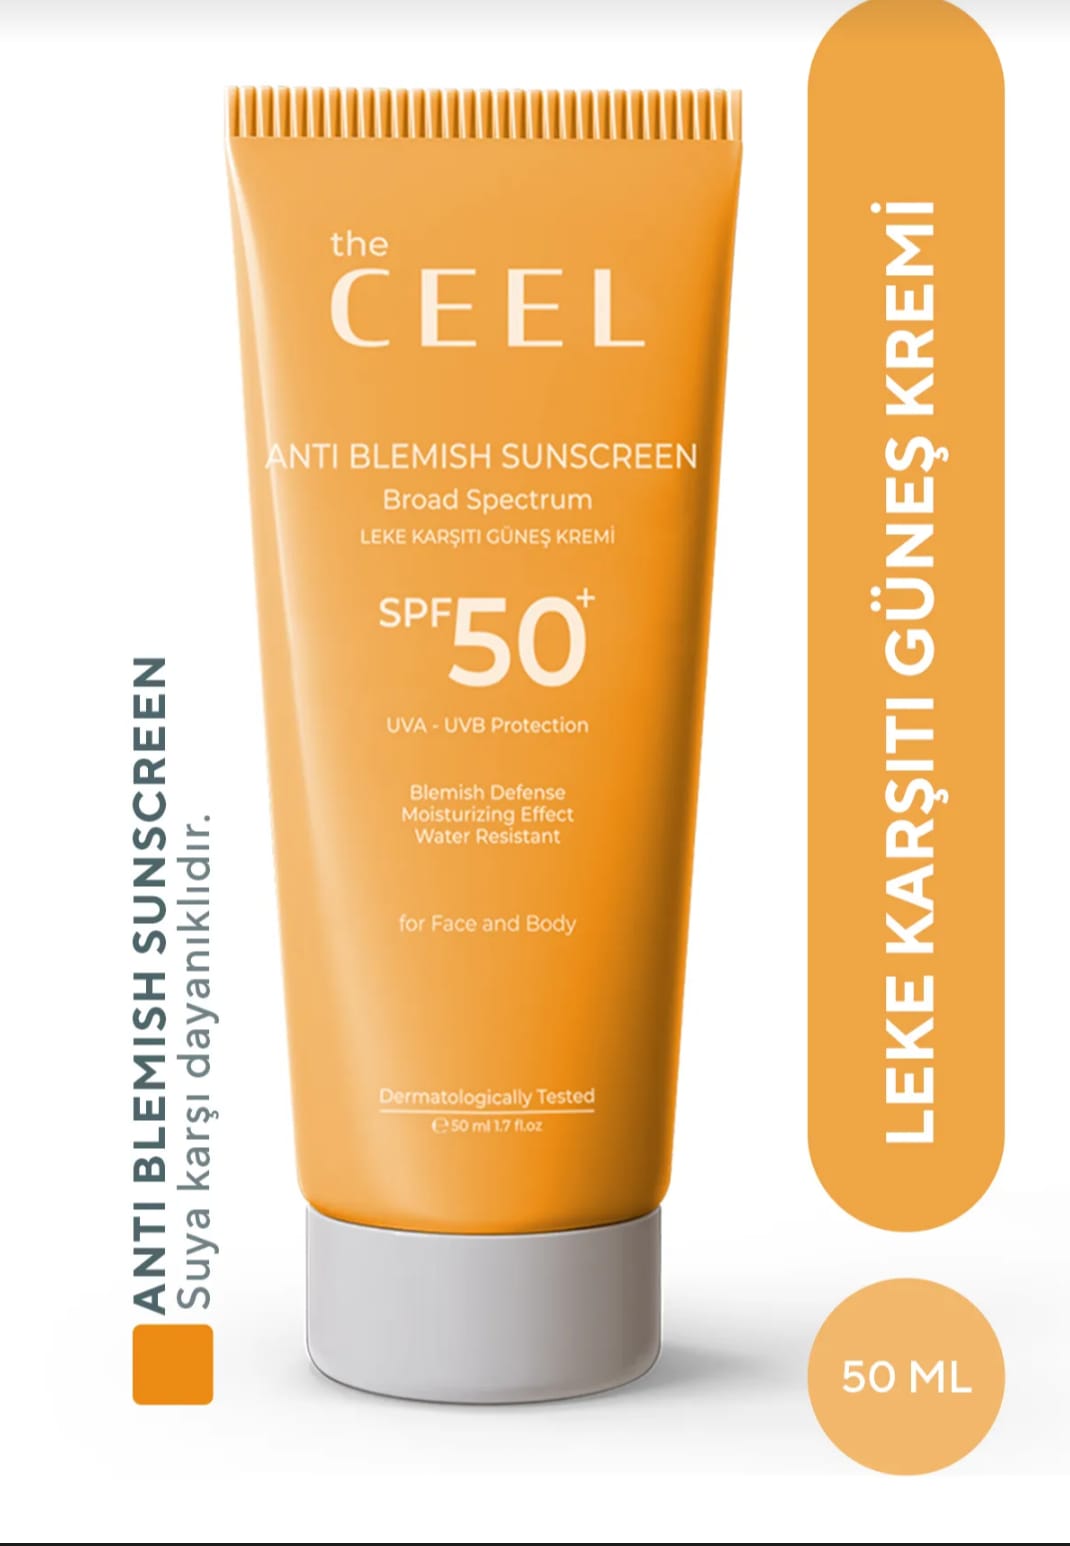 the
CEEL
ANTI BLEMISH SUNSCREEN
Broad Spectrum
LEKE KARŞITI GÜNEŞ KREMİ
SPF50+
UVA - UVB Protection
Blemish Defense
Moisturizing Effect
Water Resistant
for Face and Body
Dermatologically Tested
℮ 50 ml 1.7 fl.oz
ANTI BLEMISH SUNSCREEN
Suya karşı dayanıklıdır.
LEKE KARŞITI GÜNEŞ KREMİ
50 ML